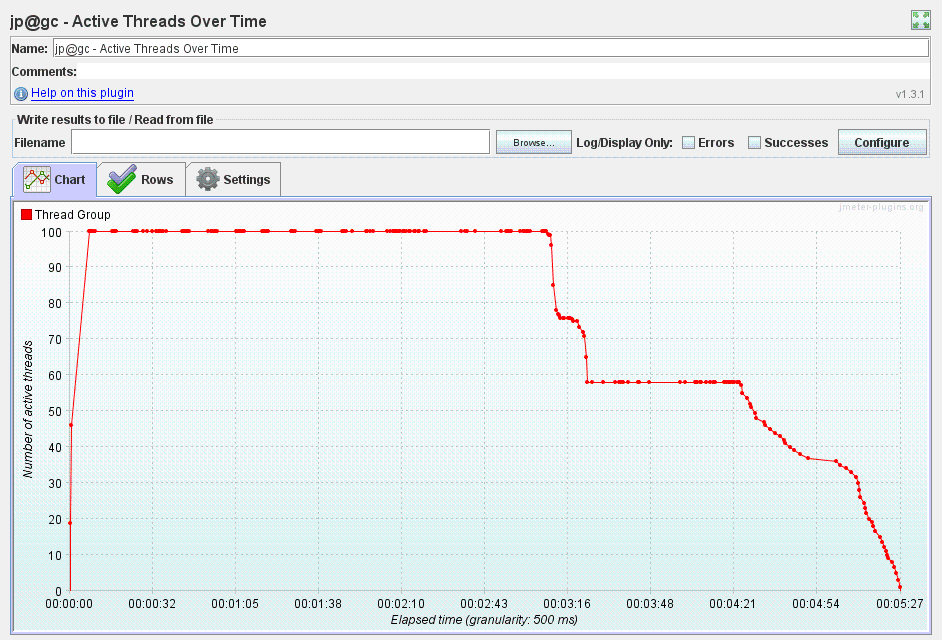 jp@gc - Active Threads Over Time
Name: jp@gc - Active Threads Over Time
Comments:
Help on this plugin v1.3.1
Write results to file / Read from file
Filename Browse... Log/Display Only: Errors Successes Configure
Chart Rows Settings
jmeter-plugins.org
Thread Group
100
90
80
70
60
50
40
30
20
10
0
Number of active threads
00:00:00 00:00:32 00:01:05 00:01:38 00:02:10 00:02:43 00:03:16 00:03:48 00:04:21 00:04:54 00:05:27
Elapsed time (granularity: 500 ms)